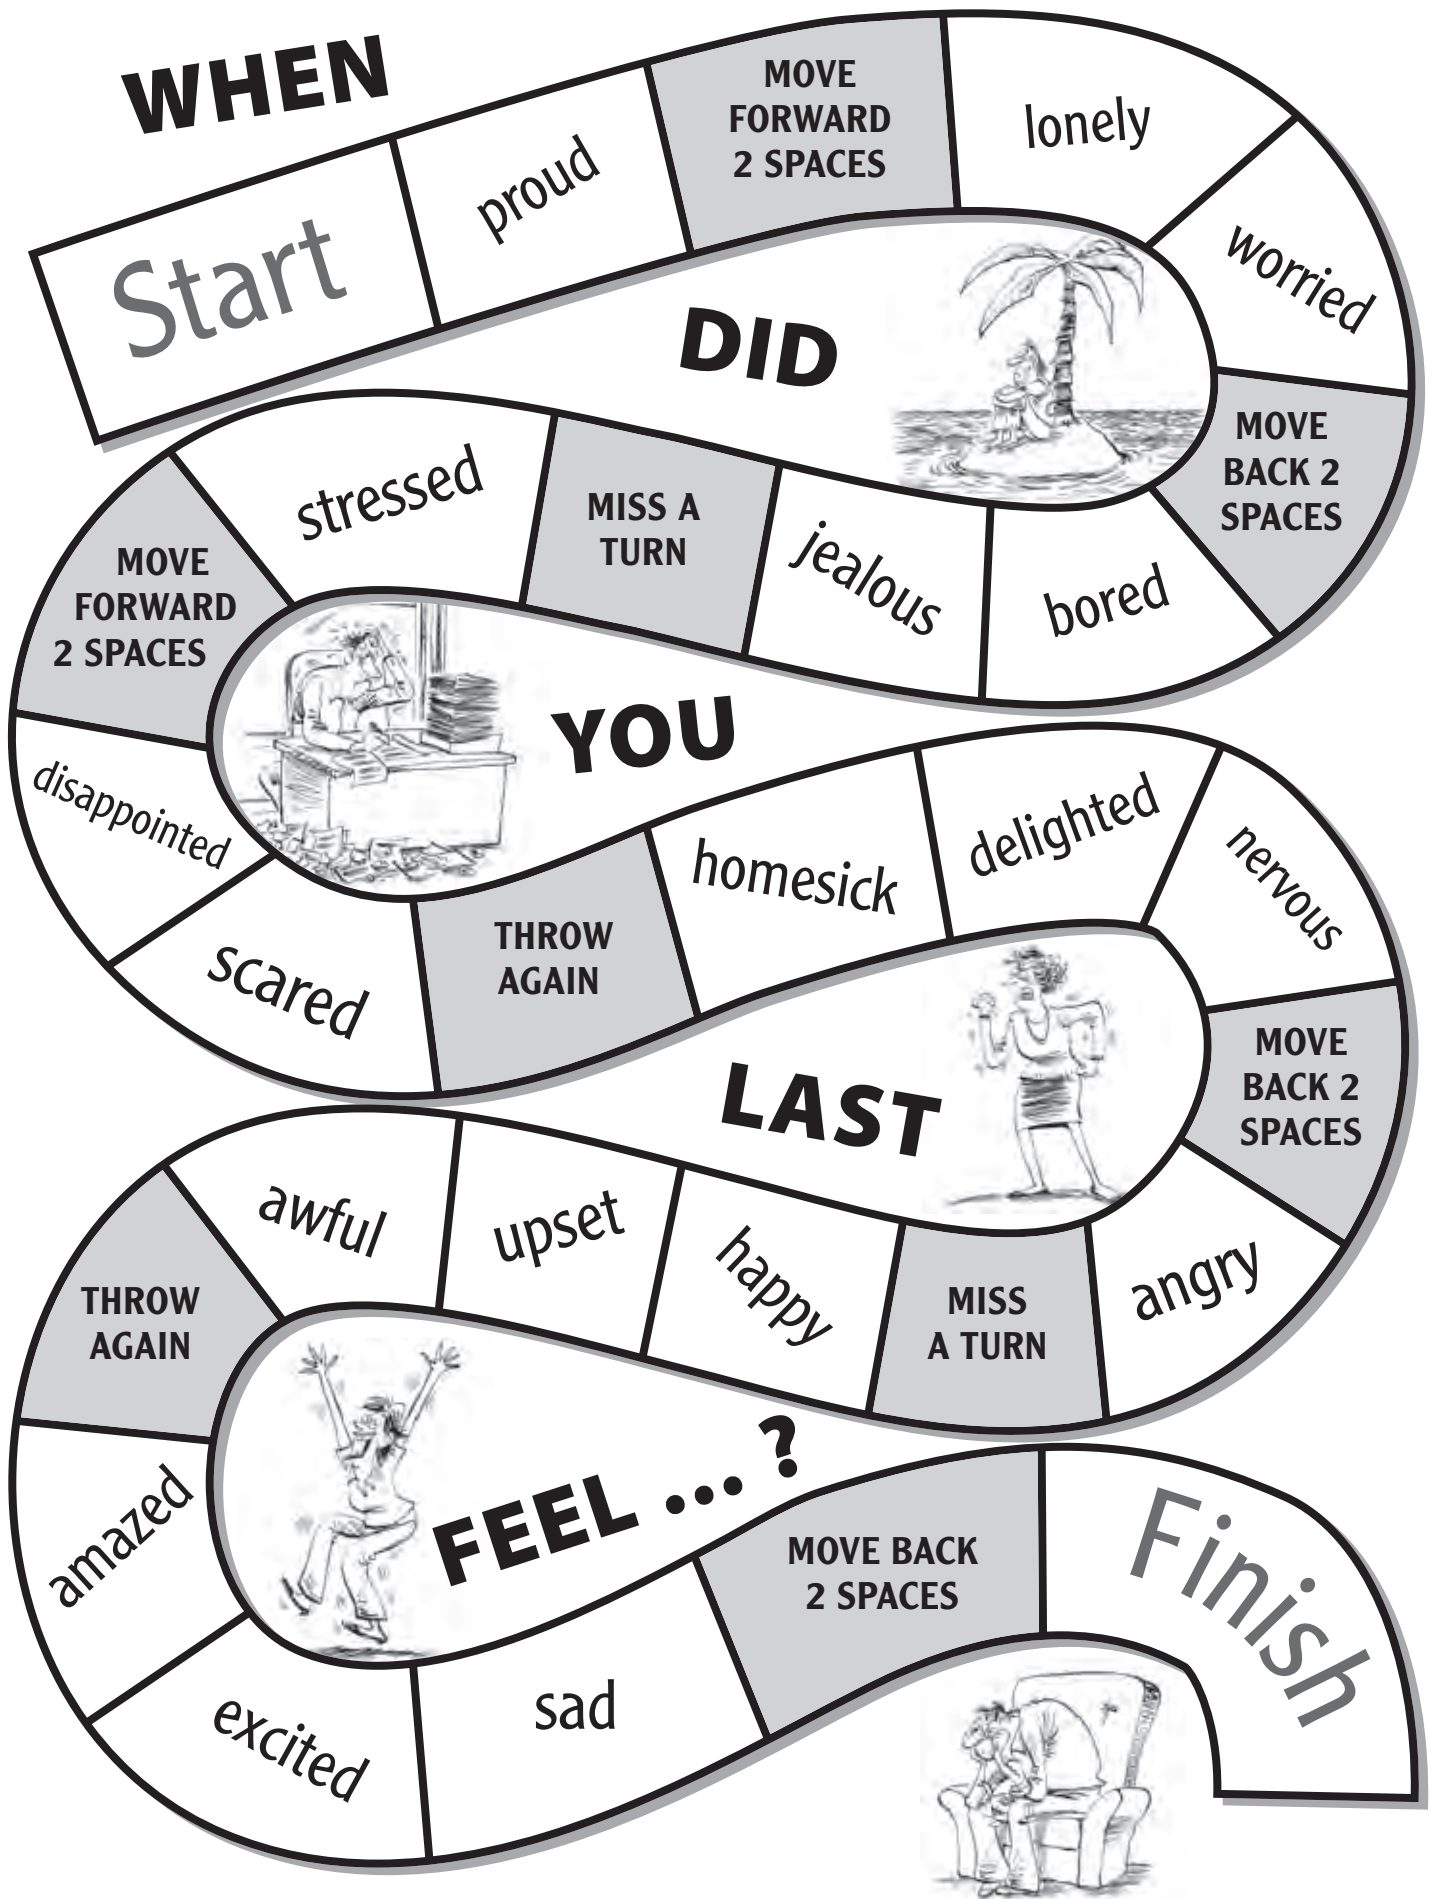 WHEN
Start
proud
MOVE
FORWARD
2 SPACES
lonely
worried
MOVE
BACK 2
SPACES
bored
jealous
MISS A
TURN
stressed
MOVE
FORWARD
2 SPACES
disappointed
scared
THROW
AGAIN
homesick
delighted
nervous
MOVE
BACK 2
SPACES
angry
MISS
A TURN
happy
upset
awful
THROW
AGAIN
amazed
excited
sad
MOVE BACK
2 SPACES
Finish
DID
YOU
LAST
FEEL ... ?